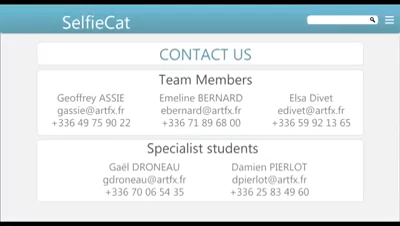 SelfieCat
CONTACT US
Team Members
Geoffrey ASSIE
gassie@artfx.fr
+336 49 75 90 22
Emeline BERNARD
ebernard@artfx.fr
+336 71 89 68 00
Elsa Divet
edivet@artfx.fr
+336 59 92 13 65
Specialist students
Gaël DRONEAU
gdroneau@artfx.fr
+336 70 06 54 35
Damien PIERLOT
dpierlot@artfx.fr
+336 25 83 49 60